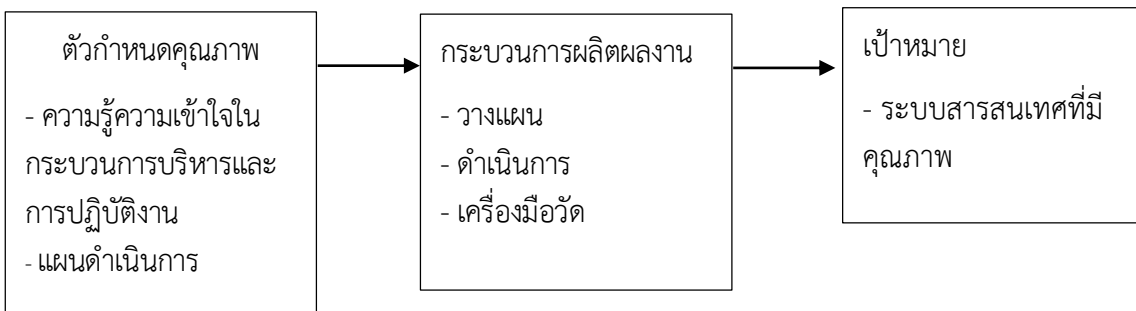 ตัวกำหนดคุณภาพ
- ความรู้ความเข้าใจใน
กระบวนการบริหารและ
การปฏิบัติงาน
- แผนดำเนินการ
กระบวนการผลิตผลงาน
- วางแผน
- ดำเนินการ
- เครื่องมือวัด
เป้าหมาย
- ระบบสารสนเทศที่มี
คุณภาพ